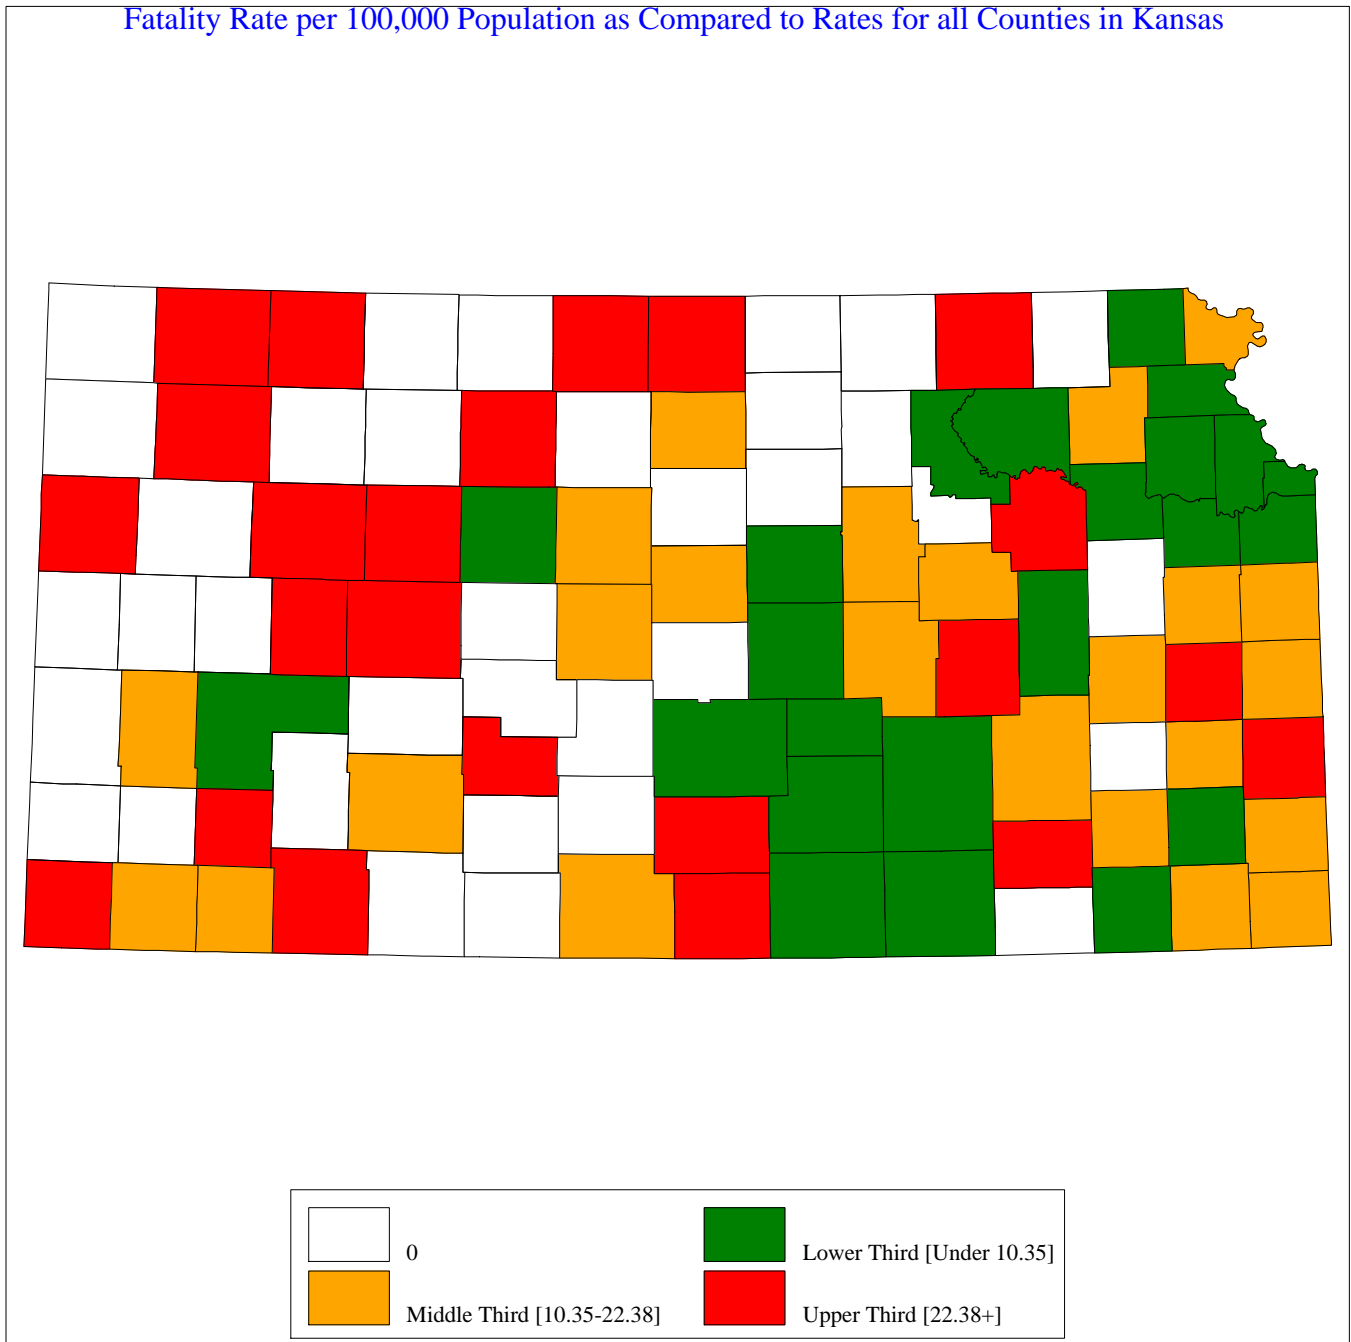 Fatality Rate per 100,000 Population as Compared to Rates for all Counties in Kansas
0
Lower Third [Under 10.35]
Middle Third [10.35-22.38]
Upper Third [22.38+]